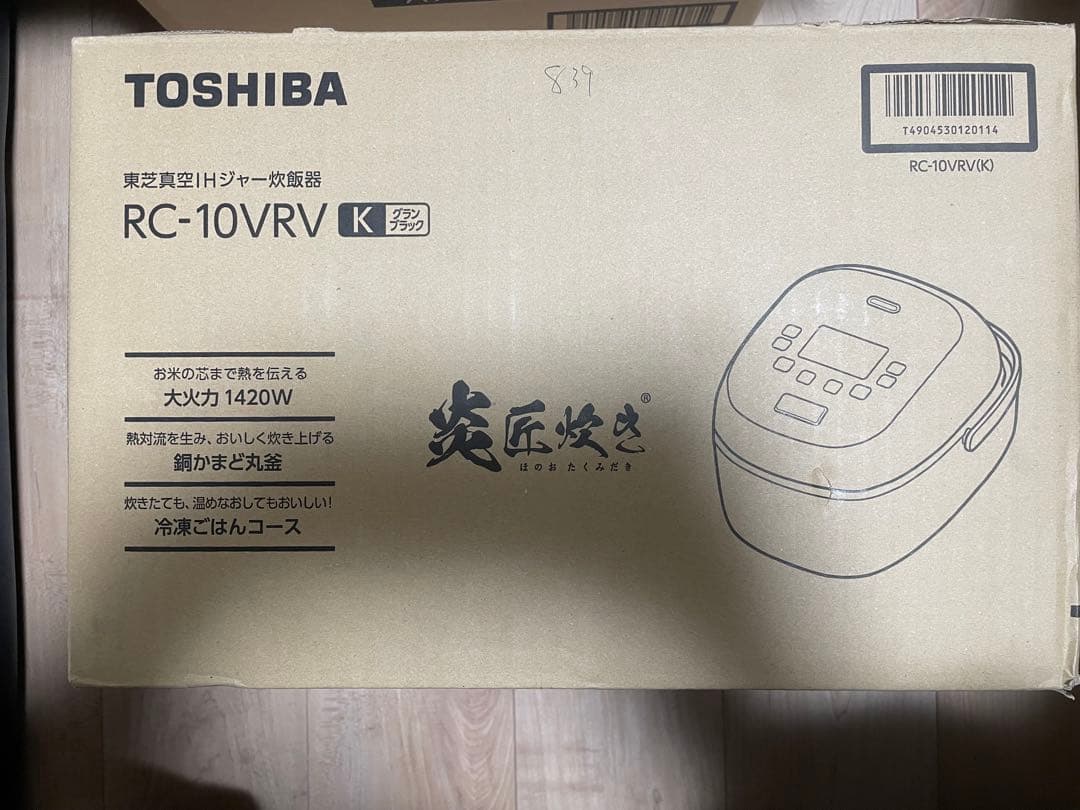 TOSHIBA
839
T4904530120114
RC-10VRV(K)
東芝真空IHジャー炊飯器
RC-10VRV K グラン
ブラック
お米の芯まで熱を伝える
大火力 1420W
熱対流を生み、おいしく炊き上げる
銅かまど丸釜
炊きたても、温めなおしてもおいしい!
冷凍ごはんコース
炎 匠炊き®
ほのお たくみだき